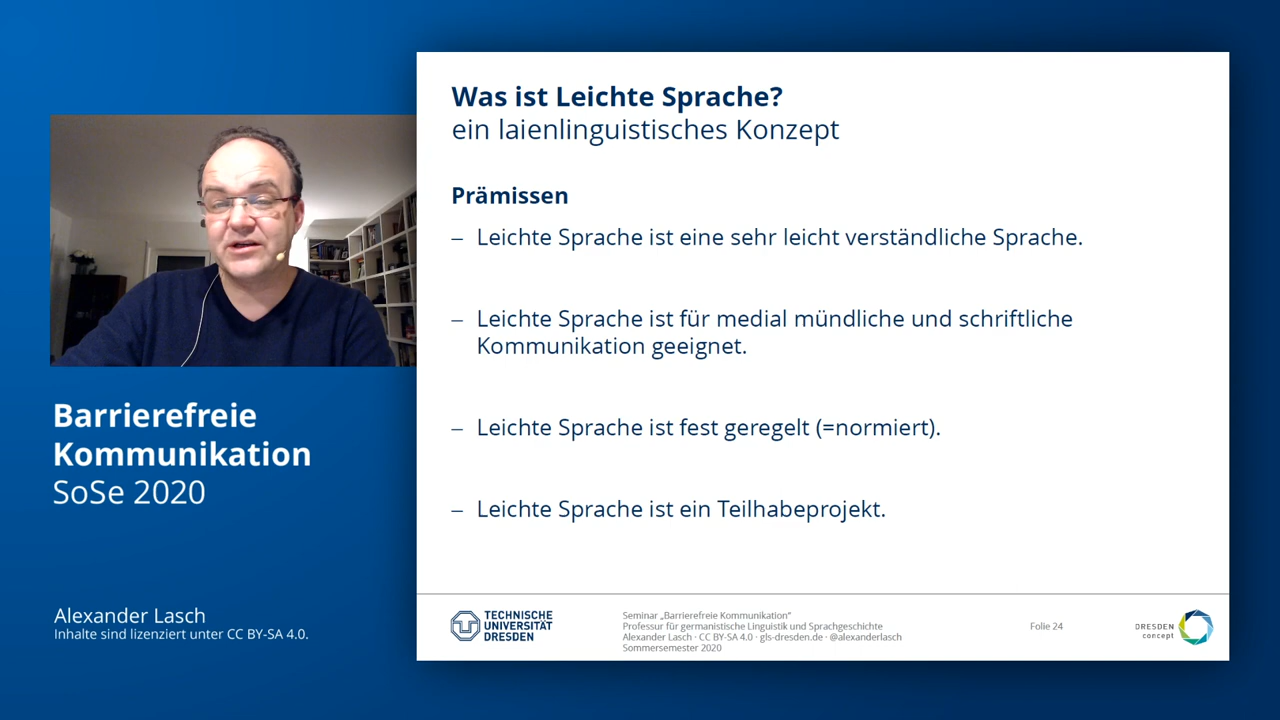 Was ist Leichte Sprache?
ein laienlinguistisches Konzept
Prämissen
– Leichte Sprache ist eine sehr leicht verständliche Sprache.
– Leichte Sprache ist für medial mündliche und schriftliche
Kommunikation geeignet.
– Leichte Sprache ist fest geregelt (=normiert).
– Leichte Sprache ist ein Teilhabeprojekt.
Barrierefreie
Kommunikation
SoSe 2020
Alexander Lasch
Inhalte sind lizenziert unter CC BY-SA 4.0.
TECHNISCHE
UNIVERSITÄT
DRESDEN
Seminar „Barrierefreie Kommunikation“
Professur für germanistische Linguistik und Sprachgeschichte
Alexander Lasch · CC BY-SA 4.0 · gls-dresden.de · @alexanderlasch
Sommersemester 2020
Folie 24
DRESDEN
concept